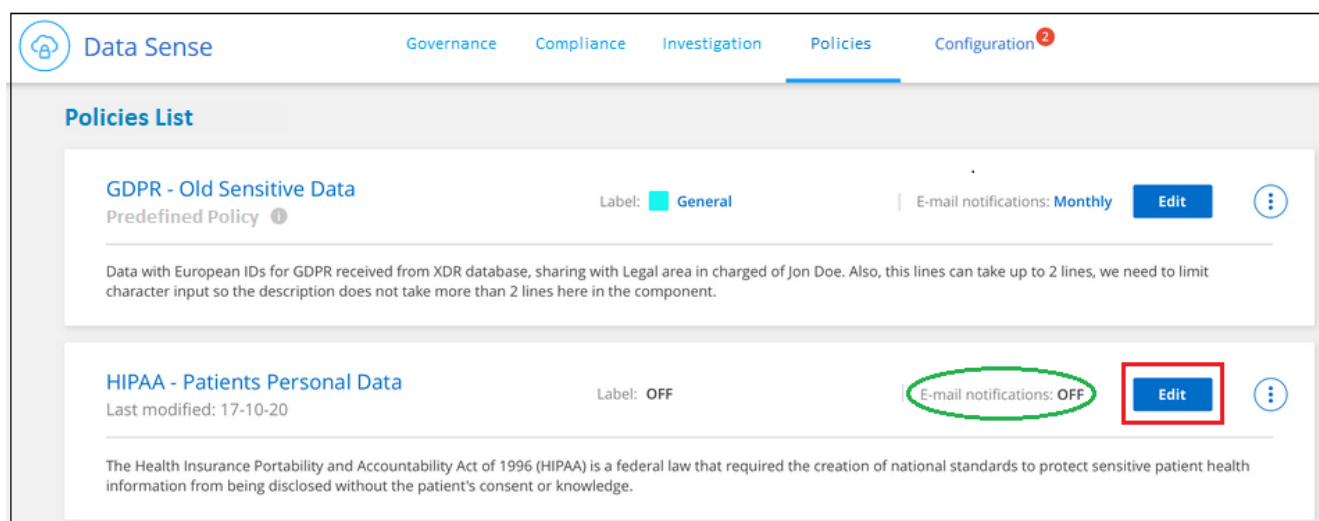 Data Sense Governance Compliance Investigation Policies Configuration 2
Policies List
GDPR - Old Sensitive Data Label: General E-mail notifications: Monthly Edit
Predefined Policy i
Data with European IDs for GDPR received from XDR database, sharing with Legal area in charged of Jon Doe. Also, this lines can take up to 2 lines, we need to limit
character input so the description does not take more than 2 lines here in the component.
HIPAA - Patients Personal Data Label: OFF E-mail notifications: OFF Edit
Last modified: 17-10-20
The Health Insurance Portability and Accountability Act of 1996 (HIPAA) is a federal law that required the creation of national standards to protect sensitive patient health
information from being disclosed without the patient's consent or knowledge.